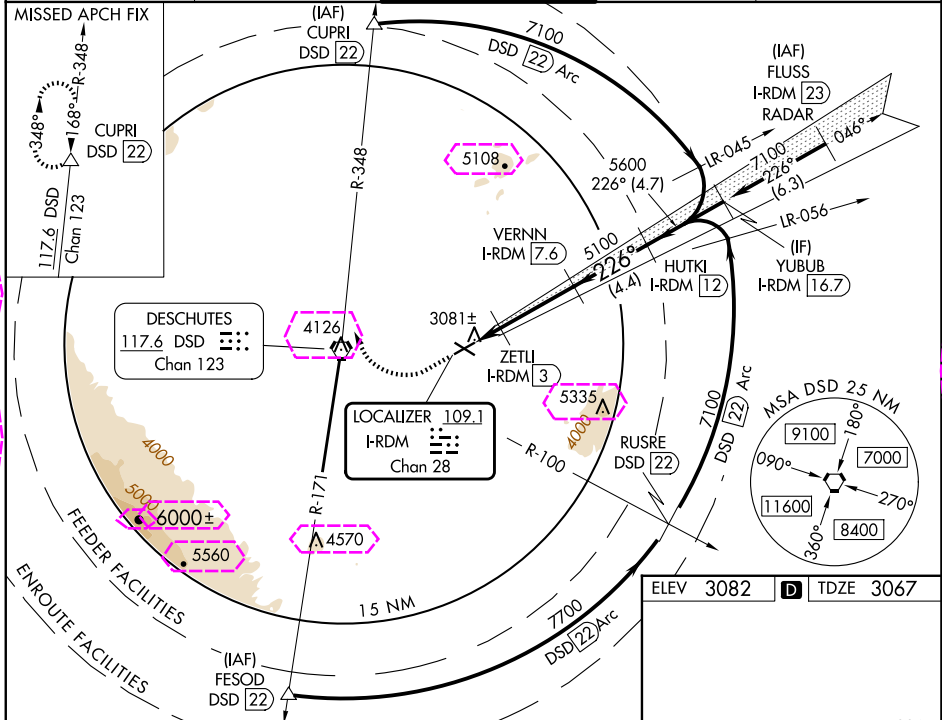 MISSED APCH FIX
348°
168°
R-348
CUPRI
DSD 22
117.6 DSD
Chan 123
(IAF)
CUPRI
DSD 22
7100
DSD 22 Arc
(IAF)
FLUSS
I-RDM 23
RADAR
R-348
5108
5600
226° (4.7)
LR-045
7100
226°
(6.3)
046°
LR-056
VERNN
I-RDM 7.6
5100
226°
(4.4)
HUTKI
I-RDM 12
(IF)
YUBUB
I-RDM 16.7
DESCHUTES
117.6 DSD
Chan 123
4126
3081±
ZETLI
I-RDM 3
LOCALIZER 109.1
I-RDM
Chan 28
5335
4000
R-100
RUSRE
DSD 22
7100
DSD 22 Arc
MSA DSD 25 NM
180°
9100
7000
090°
270°
11600
8400
360°
4000
5000
6000±
5560
R-171
4570
15 NM
FEEDER FACILITIES
ENROUTE FACILITIES
(IAF)
FESOD
DSD 22
7700
DSD 22 Arc
ELEV 3082 D TDZE 3067